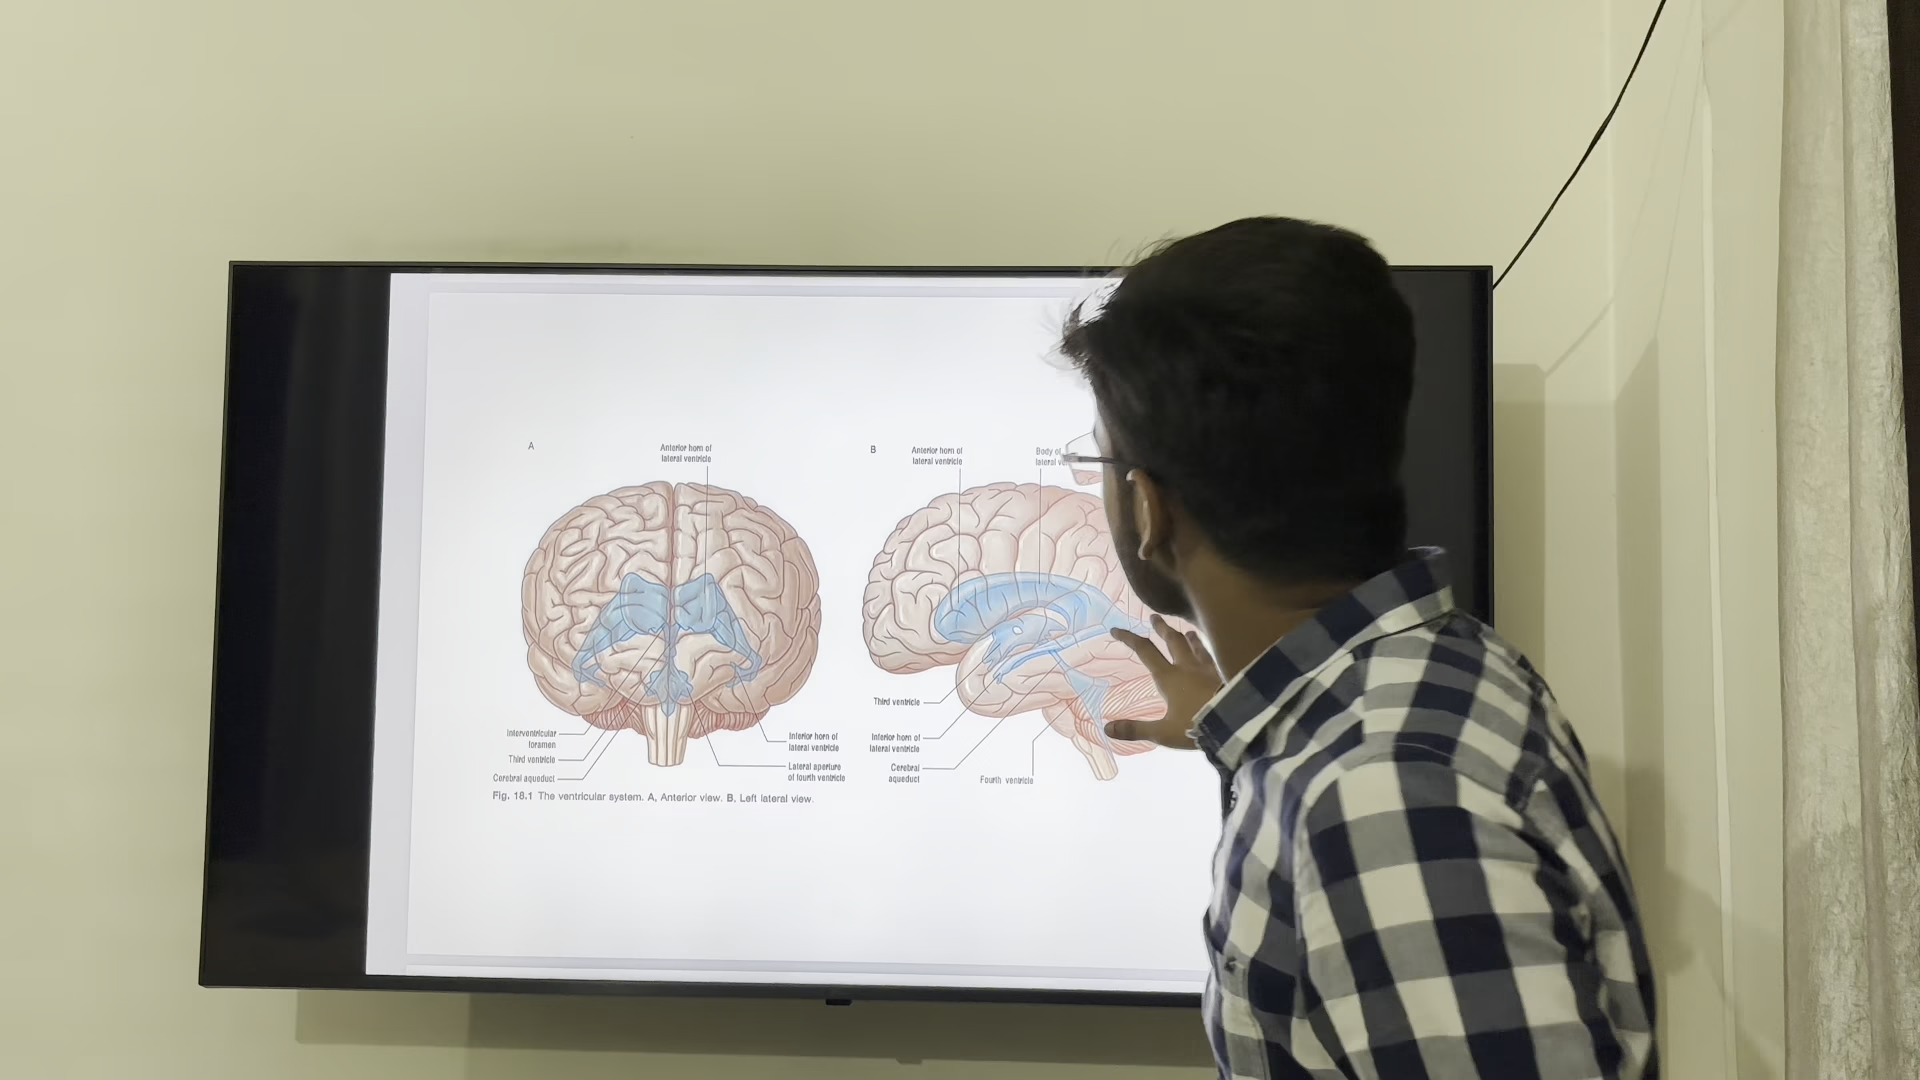 A
Anterior horn of
lateral ventricle
B
Anterior horn of
lateral ventricle
Body of
lateral
Third ventricle
Inferior horn of
lateral ventricle
Cerebral
aqueduct
Fourth ventricle
Interventricular
foramen
Third ventricle
Cerebral aqueduct
Inferior horn of
lateral ventricle
Lateral aperture
of fourth ventricle
Fig. 18.1 The ventricular system. A, Anterior view. B, Left lateral view.